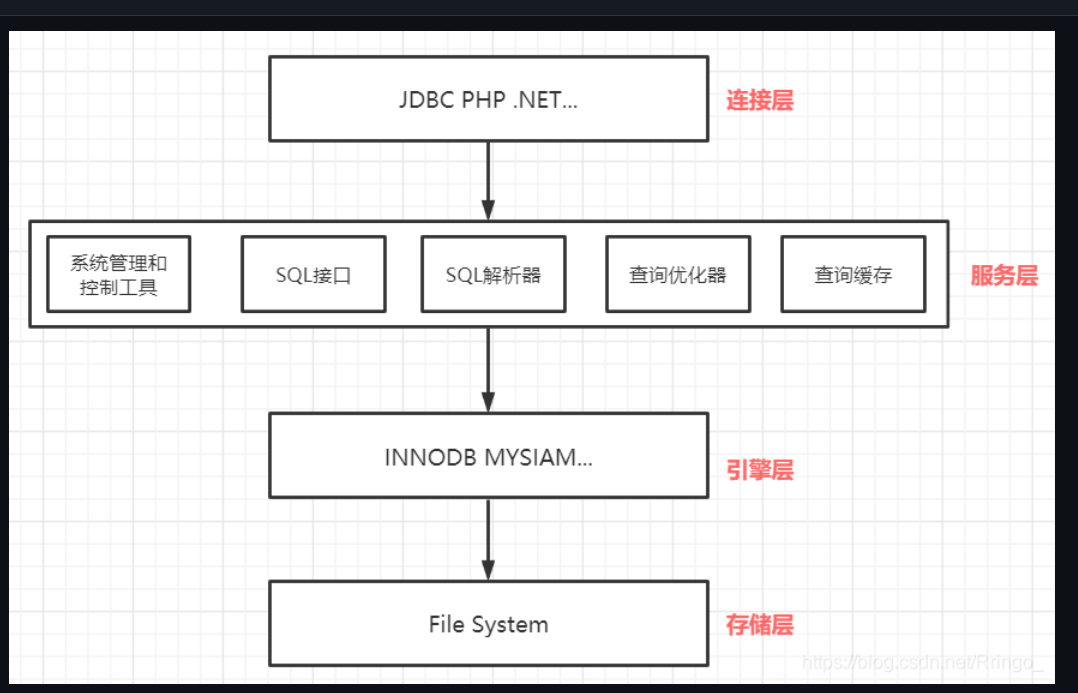 JDBC PHP .NET...
连接层
系统管理和
控制工具
SQL接口
SQL解析器
查询优化器
查询缓存
服务层
INNODB MYSIAM...
引擎层
File System
存储层
https://blog.csdn.net/Rringo_